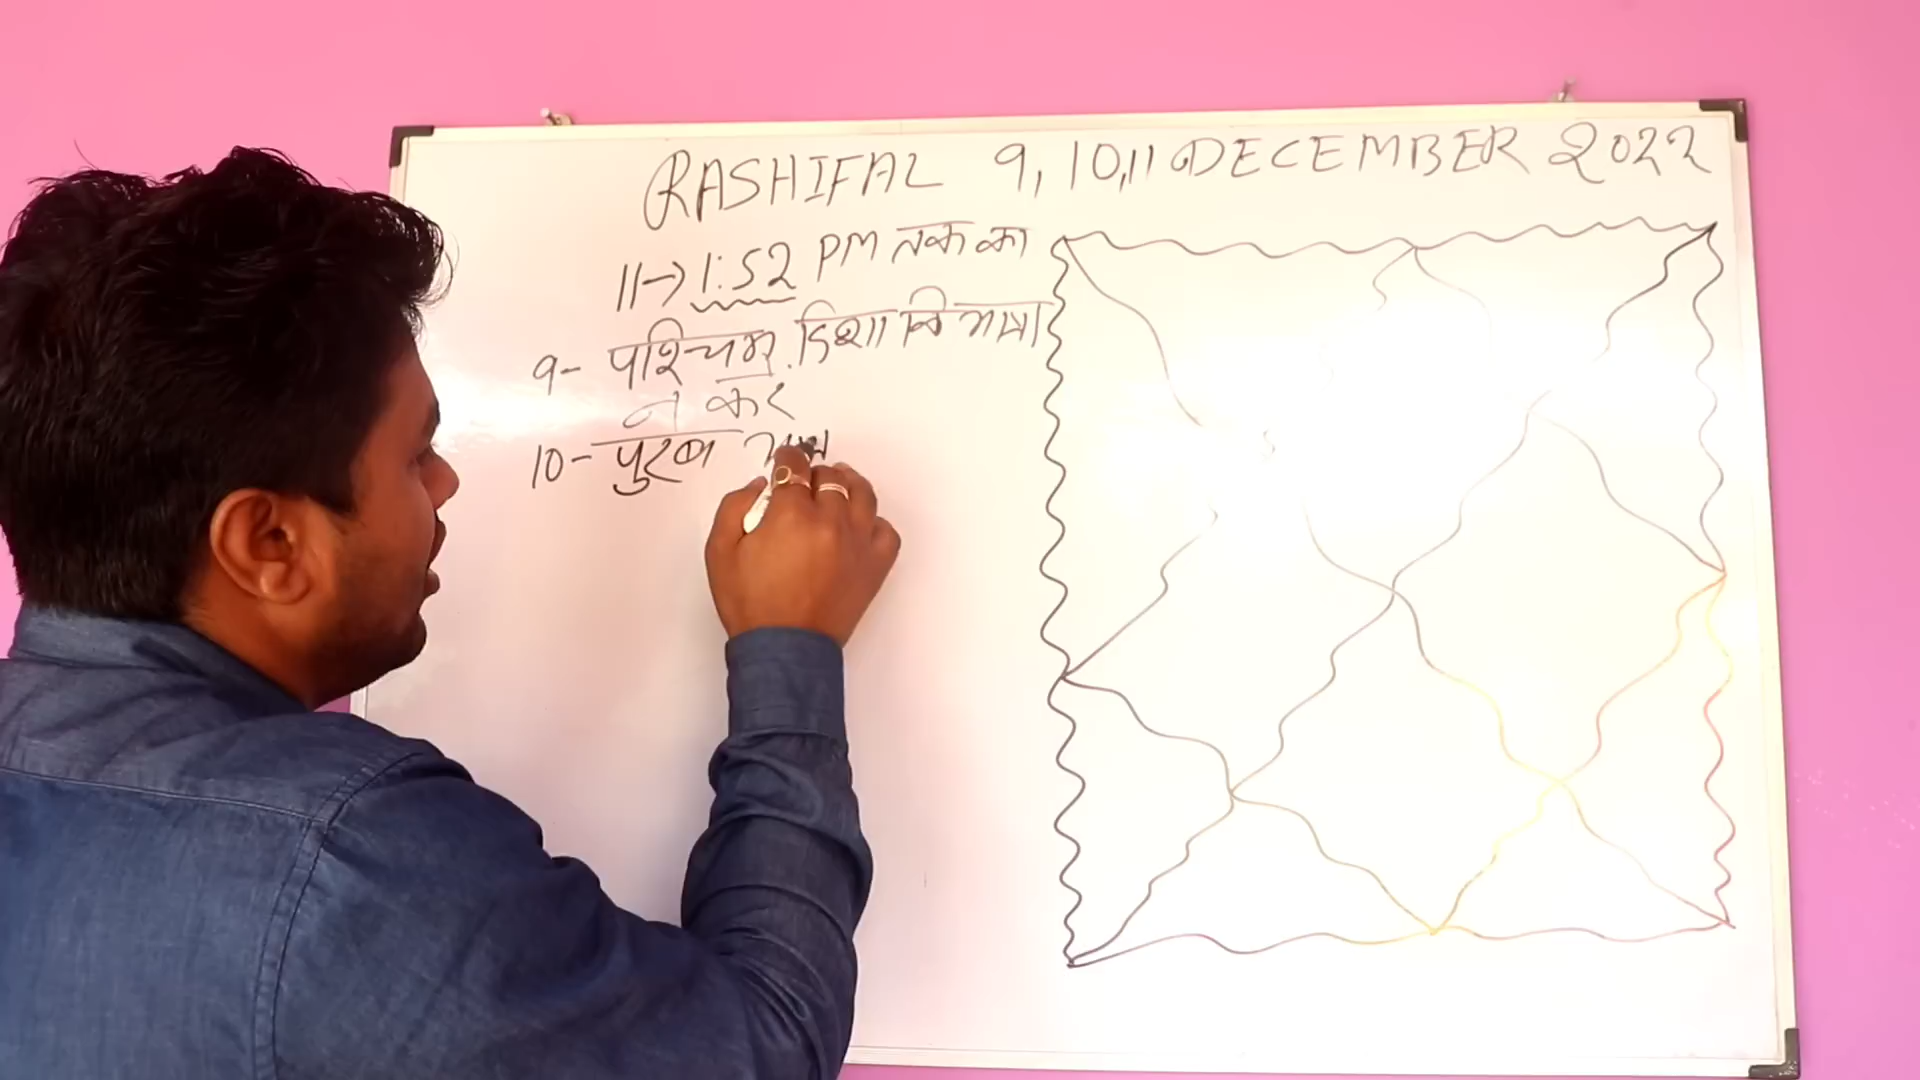 RASHIFAL 9,10,11 DECEMBER 2022
11→ 1:52 PM तक का
9- पश्चिम दिशा कि यात्रा
न करें
10- पुरब